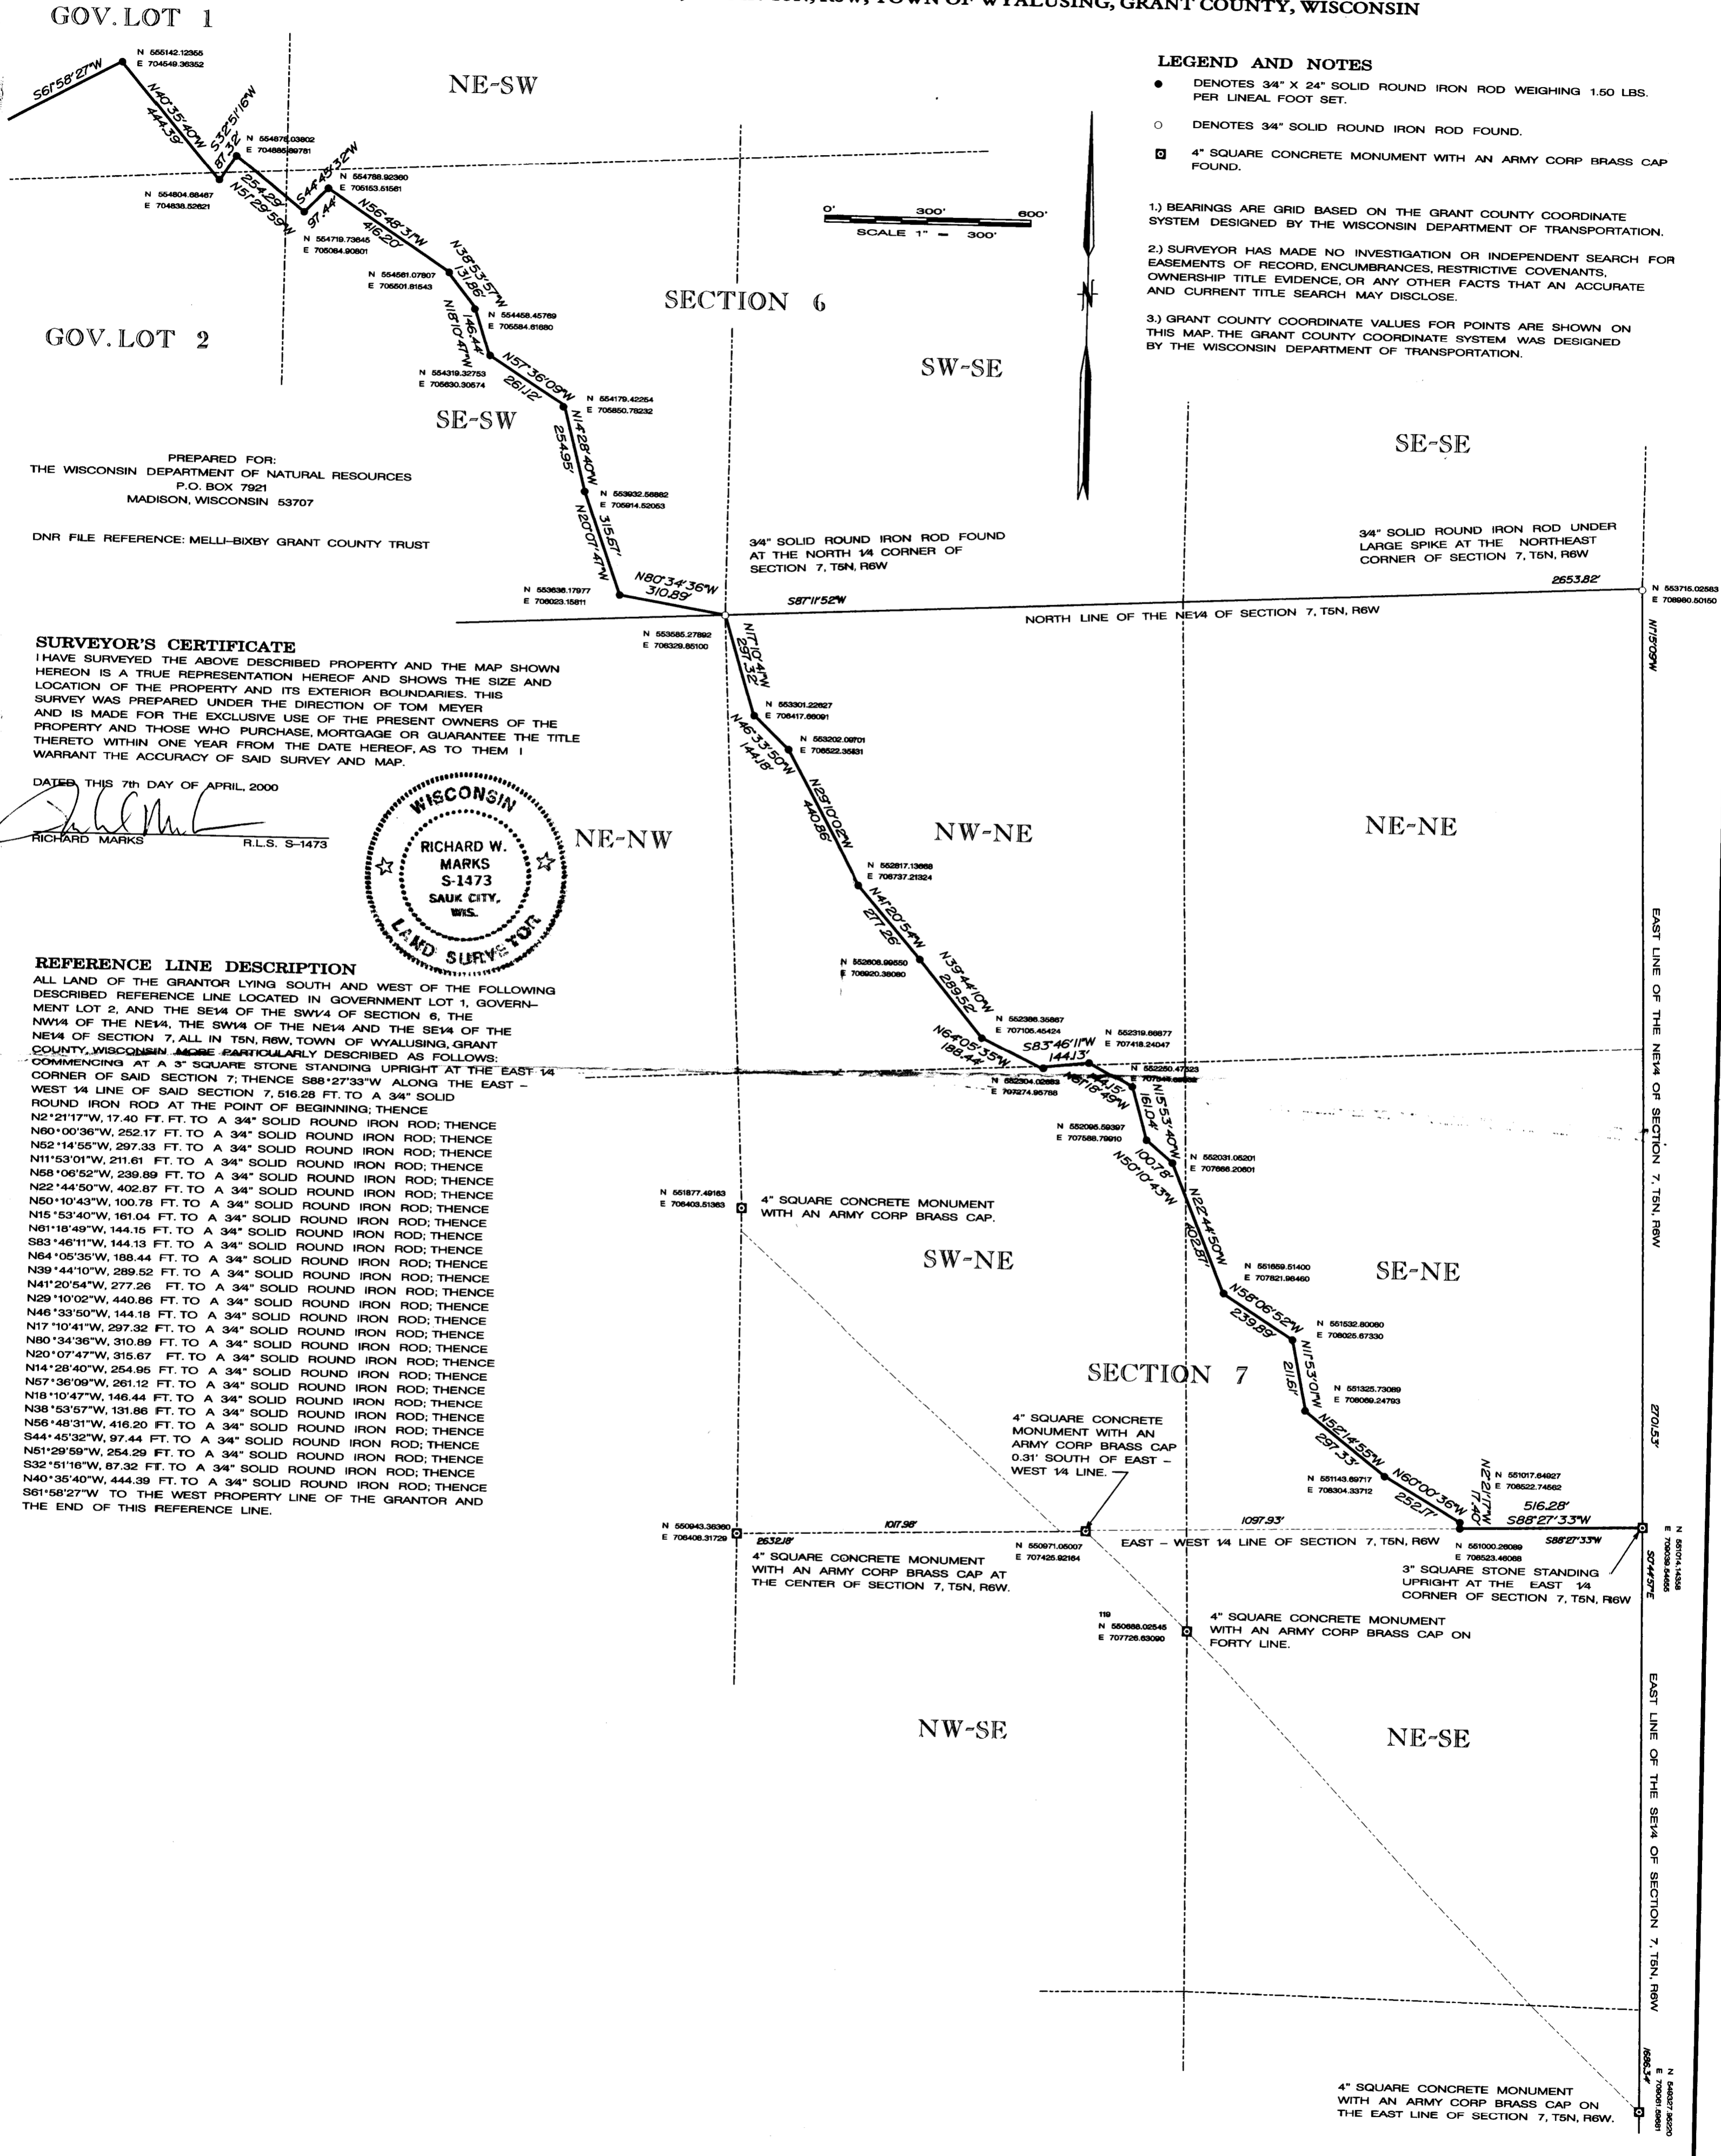 TOWN OF WYALUSING, GRANT COUNTY, WISCONSIN
GOV. LOT 1
NE-SW
GOV. LOT 2
SE-SW
SECTION 6
SW-SE
SE-SE
LEGEND AND NOTES
● DENOTES 3/4" X 24" SOLID ROUND IRON ROD WEIGHING 1.50 LBS.
PER LINEAL FOOT SET.
○ DENOTES 3/4" SOLID ROUND IRON ROD FOUND.
4" SQUARE CONCRETE MONUMENT WITH AN ARMY CORP BRASS CAP
FOUND.
1.) BEARINGS ARE GRID BASED ON THE GRANT COUNTY COORDINATE
SYSTEM DESIGNED BY THE WISCONSIN DEPARTMENT OF TRANSPORTATION.
2.) SURVEYOR HAS MADE NO INVESTIGATION OR INDEPENDENT SEARCH FOR
EASEMENTS OF RECORD, ENCUMBRANCES, RESTRICTIVE COVENANTS,
OWNERSHIP TITLE EVIDENCE, OR ANY OTHER FACTS THAT AN ACCURATE
AND CURRENT TITLE SEARCH MAY DISCLOSE.
3.) GRANT COUNTY COORDINATE VALUES FOR POINTS ARE SHOWN ON
THIS MAP. THE GRANT COUNTY COORDINATE SYSTEM WAS DESIGNED
BY THE WISCONSIN DEPARTMENT OF TRANSPORTATION.
0' 300' 600'
SCALE 1" = 300'
N
S61°58'27"W
N 555142.12355
E 704549.36352
N40°35'40"W
444.39'
S32°51'16"W
87.32'
N 554878.03802
N 554804.68467
E 704838.52621
254.29'
N51°29'59"W
S44°45'32"W
97.44'
N 554788.92360
E 705153.51561
N 554719.73645
E 705084.90801
N56°48'31"W
416.20'
N 554561.07807
E 705501.81543
N38°53'57"W
131.86'
N 554458.45769
E 705584.61680
N18°10'47"W
146.44'
N 554319.32753
E 705630.30574
N57°36'09"W
261.12'
N 554179.42254
E 705850.78232
N14°28'40"W
254.95'
N 553932.56882
E 705914.52053
N20°07'47"W
315.67'
N 553636.17977
E 706023.15811
N80°34'36"W
310.89'
N 553585.27892
E 706329.85100
PREPARED FOR:
THE WISCONSIN DEPARTMENT OF NATURAL RESOURCES
P.O. BOX 7921
MADISON, WISCONSIN 53707
DNR FILE REFERENCE: MELLI-BIXBY GRANT COUNTY TRUST
3/4" SOLID ROUND IRON ROD FOUND
AT THE NORTH 1/4 CORNER OF
SECTION 7, T5N, R6W
3/4" SOLID ROUND IRON ROD UNDER
LARGE SPIKE AT THE NORTHEAST
CORNER OF SECTION 7, T5N, R6W
S87°11'52"W
2653.82'
NORTH LINE OF THE NE1/4 OF SECTION 7, T5N, R6W
N 553715.02583
E 708980.50150
N1°15'09"W
SURVEYOR'S CERTIFICATE
I HAVE SURVEYED THE ABOVE DESCRIBED PROPERTY AND THE MAP SHOWN
HEREON IS A TRUE REPRESENTATION HEREOF AND SHOWS THE SIZE AND
LOCATION OF THE PROPERTY AND ITS EXTERIOR BOUNDARIES. THIS
SURVEY WAS PREPARED UNDER THE DIRECTION OF TOM MEYER
AND IS MADE FOR THE EXCLUSIVE USE OF THE PRESENT OWNERS OF THE
PROPERTY AND THOSE WHO PURCHASE, MORTGAGE OR GUARANTEE THE TITLE
THERETO WITHIN ONE YEAR FROM THE DATE HEREOF, AS TO THEM I
WARRANT THE ACCURACY OF SAID SURVEY AND MAP.
DATED THIS 7th DAY OF APRIL, 2000
RICHARD MARKS R.L.S. S-1473
WISCONSIN
RICHARD W.
MARKS
S-1473
SAUK CITY,
WIS.
LAND SURVEYOR
NE-NW
NW-NE
NE-NE
N17°10'41"W
297.32'
N 553301.22627
E 706417.66091
N46°33'50"W
144.18'
N 553202.09701
E 706522.35831
N29°10'02"W
440.86'
N 552817.13668
E 706737.21324
N41°20'54"W
277.26'
N 552608.99550
E 706920.38080
N39°44'10"W
289.52'
N 552386.35867
E 707105.45424
N64°05'35"W
188.44'
S83°46'11"W
144.13'
N 552319.66677
E 707418.24047
N 552304.02683
E 707274.95788
N 552250.47523
144.15'
N61°18'49"W
N15°53'40"W
161.04'
N 552095.59397
E 707588.79910
100.78'
N50°10'43"W
N 552031.05201
E 707666.20601
N22°44'50"W
402.87'
N 551659.51400
E 707821.98460
N58°06'52"W
239.89'
N 551532.80080
E 708025.67330
N11°53'01"W
211.61'
N 551325.73089
E 708069.24793
N52°14'55"W
297.33'
N 551143.69717
E 708304.33712
N60°00'36"W
252.17'
N2°21'17"W
17.40'
N 551017.64927
E 708522.74562
516.28'
S88°27'33"W
EAST LINE OF THE NE1/4 OF SECTION 7, T5N, R6W
2701.53'
REFERENCE LINE DESCRIPTION
ALL LAND OF THE GRANTOR LYING SOUTH AND WEST OF THE FOLLOWING
DESCRIBED REFERENCE LINE LOCATED IN GOVERNMENT LOT 1, GOVERN-
MENT LOT 2, AND THE SE1/4 OF THE SW1/4 OF SECTION 6, THE
NW1/4 OF THE NE1/4, THE SW1/4 OF THE NE1/4 AND THE SE1/4 OF THE
NE1/4 OF SECTION 7, ALL IN T5N, R6W, TOWN OF WYALUSING, GRANT
COUNTY, WISCONSIN MORE PARTICULARLY DESCRIBED AS FOLLOWS:
COMMENCING AT A 3" SQUARE STONE STANDING UPRIGHT AT THE EAST 1/4
CORNER OF SAID SECTION 7; THENCE S88°27'33"W ALONG THE EAST -
WEST 1/4 LINE OF SAID SECTION 7, 516.28 FT. TO A 3/4" SOLID
ROUND IRON ROD AT THE POINT OF BEGINNING; THENCE
N2°21'17"W, 17.40 FT. FT. TO A 3/4" SOLID ROUND IRON ROD; THENCE
N60°00'36"W, 252.17 FT. TO A 3/4" SOLID ROUND IRON ROD; THENCE
N52°14'55"W, 297.33 FT. TO A 3/4" SOLID ROUND IRON ROD; THENCE
N11°53'01"W, 211.61 FT. TO A 3/4" SOLID ROUND IRON ROD; THENCE
N58°06'52"W, 239.89 FT. TO A 3/4" SOLID ROUND IRON ROD; THENCE
N22°44'50"W, 402.87 FT. TO A 3/4" SOLID ROUND IRON ROD; THENCE
N50°10'43"W, 100.78 FT. TO A 3/4" SOLID ROUND IRON ROD; THENCE
N15°53'40"W, 161.04 FT. TO A 3/4" SOLID ROUND IRON ROD; THENCE
N61°18'49"W, 144.15 FT. TO A 3/4" SOLID ROUND IRON ROD; THENCE
S83°46'11"W, 144.13 FT. TO A 3/4" SOLID ROUND IRON ROD; THENCE
N64°05'35"W, 188.44 FT. TO A 3/4" SOLID ROUND IRON ROD; THENCE
N39°44'10"W, 289.52 FT. TO A 3/4" SOLID ROUND IRON ROD; THENCE
N41°20'54"W, 277.26 FT. TO A 3/4" SOLID ROUND IRON ROD; THENCE
N29°10'02"W, 440.86 FT. TO A 3/4" SOLID ROUND IRON ROD; THENCE
N46°33'50"W, 144.18 FT. TO A 3/4" SOLID ROUND IRON ROD; THENCE
N17°10'41"W, 297.32 FT. TO A 3/4" SOLID ROUND IRON ROD; THENCE
N80°34'36"W, 310.89 FT. TO A 3/4" SOLID ROUND IRON ROD; THENCE
N20°07'47"W, 315.67 FT. TO A 3/4" SOLID ROUND IRON ROD; THENCE
N14°28'40"W, 254.95 FT. TO A 3/4" SOLID ROUND IRON ROD; THENCE
N57°36'09"W, 261.12 FT. TO A 3/4" SOLID ROUND IRON ROD; THENCE
N18°10'47"W, 146.44 FT. TO A 3/4" SOLID ROUND IRON ROD; THENCE
N38°53'57"W, 131.86 FT. TO A 3/4" SOLID ROUND IRON ROD; THENCE
N56°48'31"W, 416.20 FT. TO A 3/4" SOLID ROUND IRON ROD; THENCE
S44°45'32"W, 97.44 FT. TO A 3/4" SOLID ROUND IRON ROD; THENCE
N51°29'59"W, 254.29 FT. TO A 3/4" SOLID ROUND IRON ROD; THENCE
S32°51'16"W, 87.32 FT. TO A 3/4" SOLID ROUND IRON ROD; THENCE
N40°35'40"W, 444.39 FT. TO A 3/4" SOLID ROUND IRON ROD; THENCE
S61°58'27"W TO THE WEST PROPERTY LINE OF THE GRANTOR AND
THE END OF THIS REFERENCE LINE.
N 551877.49163
E 706403.51363
4" SQUARE CONCRETE MONUMENT
WITH AN ARMY CORP BRASS CAP.
SW-NE
SE-NE
SECTION 7
4" SQUARE CONCRETE
MONUMENT WITH AN
ARMY CORP BRASS CAP
0.31' SOUTH OF EAST -
WEST 1/4 LINE.
N 550943.36360
E 706408.31729
2632.18'
1017.98'
1097.93'
4" SQUARE CONCRETE MONUMENT
WITH AN ARMY CORP BRASS CAP AT
THE CENTER OF SECTION 7, T5N, R6W.
N 550971.05007
E 707425.92164
EAST - WEST 1/4 LINE OF SECTION 7, T5N, R6W
N 551000.26089
E 708523.46068
S88°27'33"W
3" SQUARE STONE STANDING
UPRIGHT AT THE EAST 1/4
CORNER OF SECTION 7, T5N, R6W
N 551014.14358
E 709039.54655
S0°44'57"E
119
N 550688.02545
E 707726.63090
4" SQUARE CONCRETE MONUMENT
WITH AN ARMY CORP BRASS CAP ON
FORTY LINE.
NW-SE
NE-SE
EAST LINE OF THE SE1/4 OF SECTION 7, T5N, R6W
1686.34'
4" SQUARE CONCRETE MONUMENT
WITH AN ARMY CORP BRASS CAP ON
THE EAST LINE OF SECTION 7, T5N, R6W.
N 549327.95220